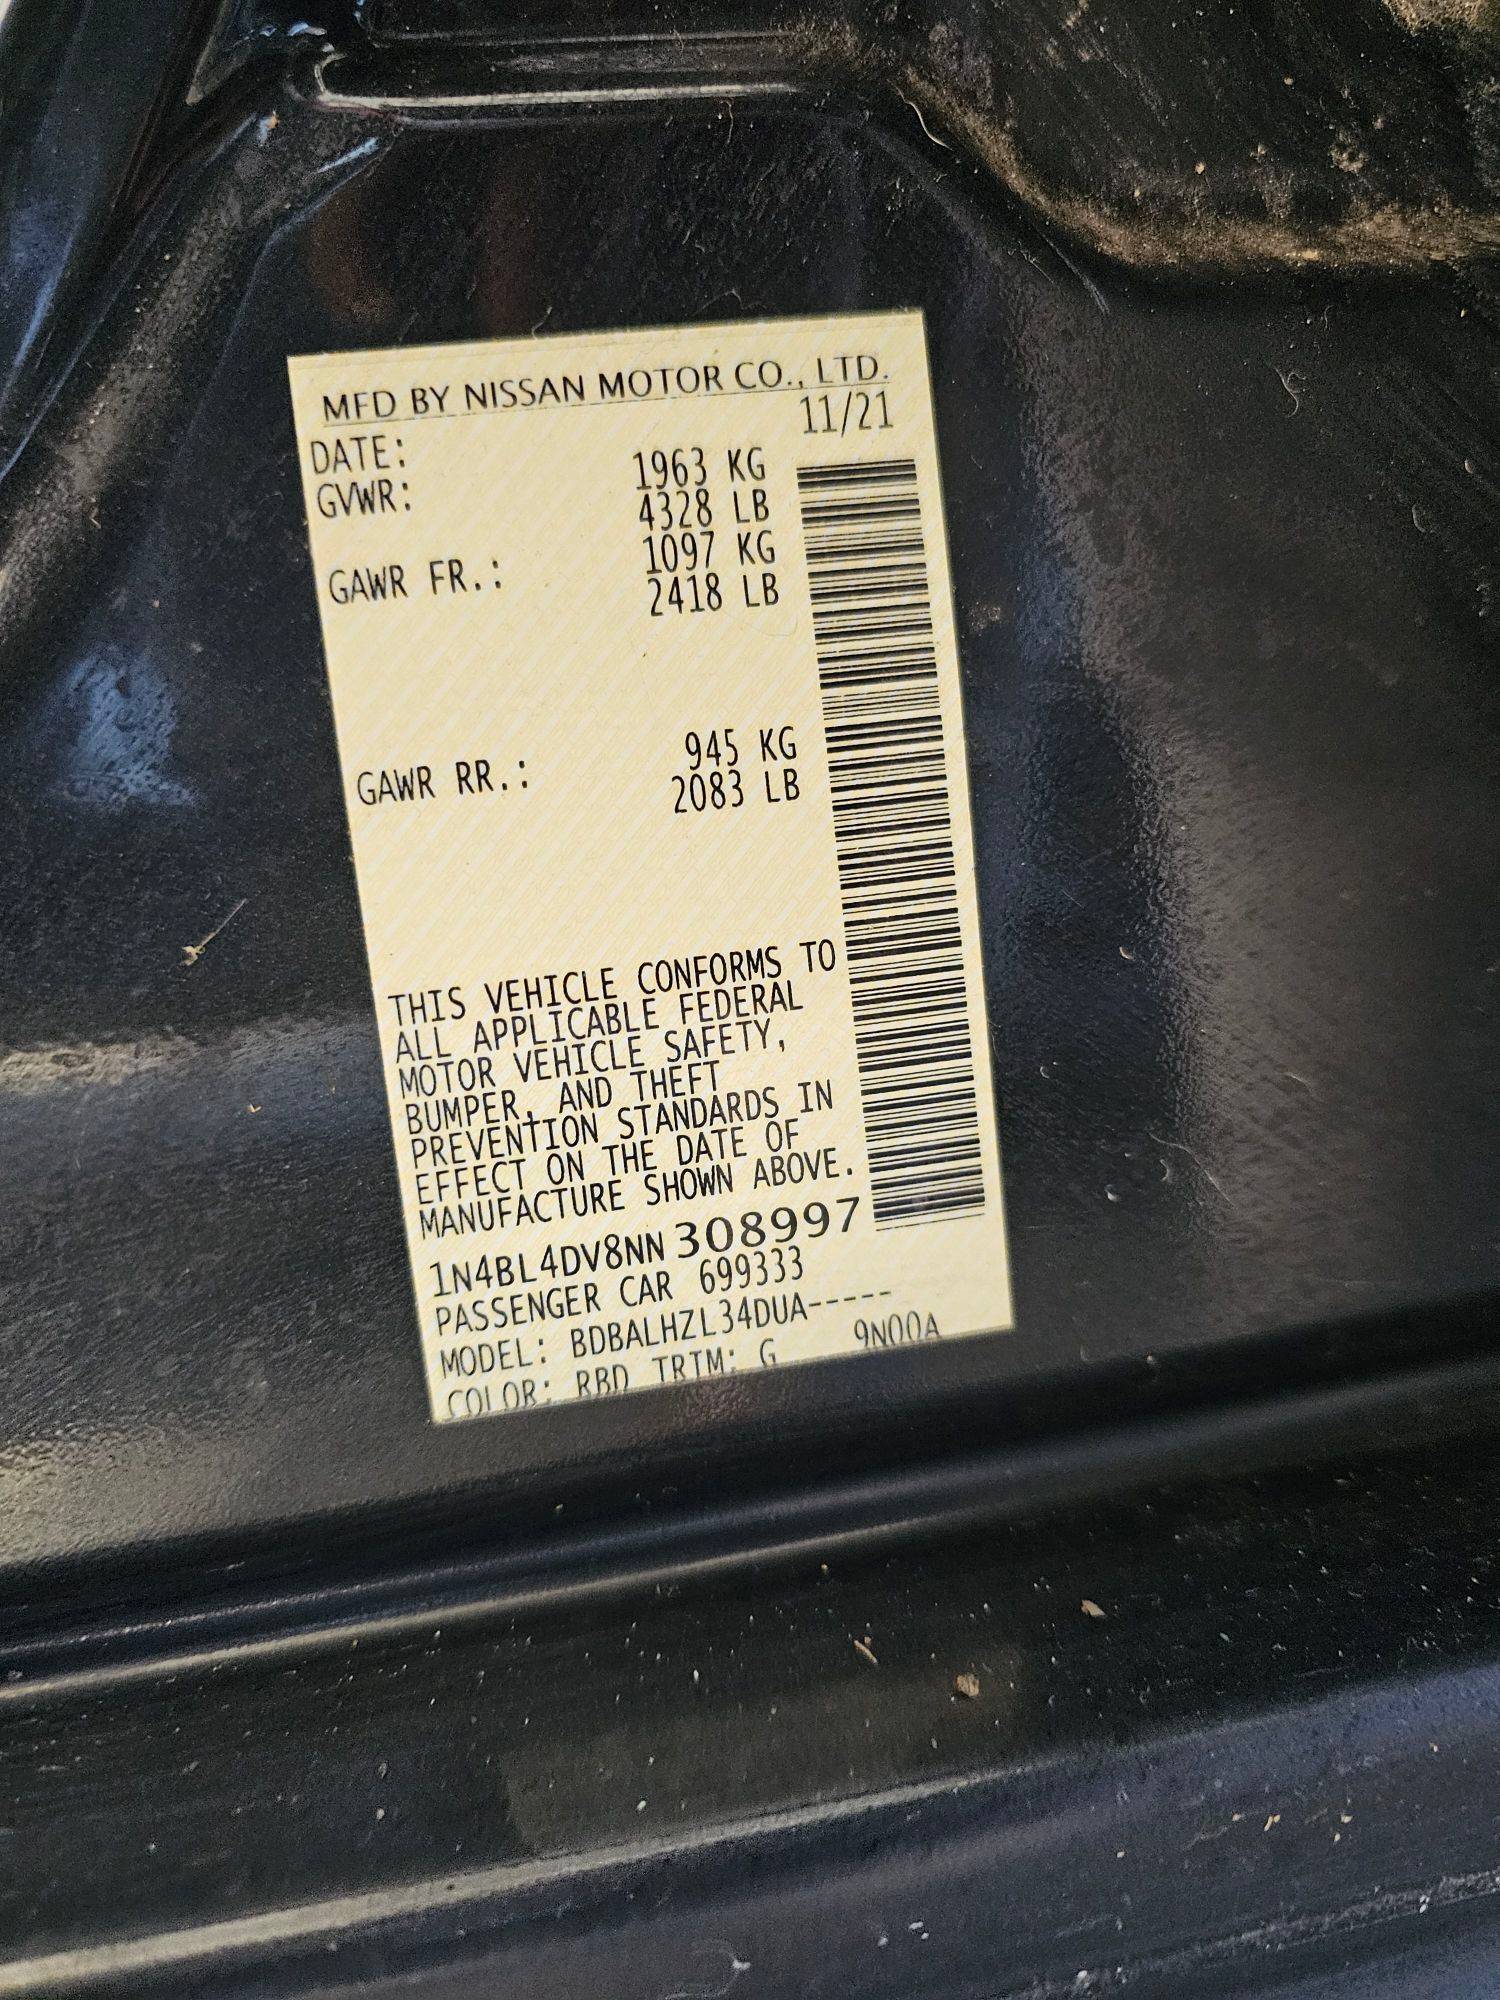 MFD BY NISSAN MOTOR CO., LTD.
DATE: 11/21
GVWR: 1963 KG
4328 LB
GAWR FR.: 1097 KG
2418 LB
GAWR RR.: 945 KG
2083 LB
THIS VEHICLE CONFORMS TO
ALL APPLICABLE FEDERAL
MOTOR VEHICLE SAFETY,
BUMPER, AND THEFT
PREVENTION STANDARDS IN
EFFECT ON THE DATE OF
MANUFACTURE SHOWN ABOVE.
1N4BL4DV8NN308997
PASSENGER CAR 699333
MODEL: BDBALHZL34DUA-----
COLOR: RBD TRIM: G 9N00A